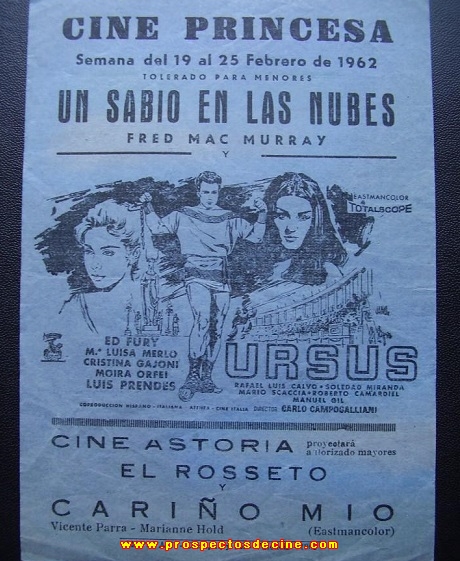 CINE PRINCESA
Semana del 19 al 25 Febrero de 1962
TOLERADO PARA MENORES
UN SABIO EN LAS NUBES
FRED MAC MURRAY
Y
EASTMANCOLOR
TOTALSCOPE
ED FURY
Mª LUISA MERLO
CRISTINA GAJONI
MOIRA ORFEI
LUIS PRENDES
URSUS
RAFAEL LUIS CALVO - SOLEDAD MIRANDA
MARIO SCACCIA - ROBERTO CAMARDIEL
MANUEL GIL
COPRODUCCION HISPANO - ITALIANA ATENEA - CINE ITALIA DIRECTOR CARLO CAMPOGALLIANI
CINE ASTORIA proyectará
autorizado mayores
EL ROSSETO
Y
CARIÑO MIO
Vicente Parra - Marianne Hold (Eastmancolor)
www.prospectosdecine.com